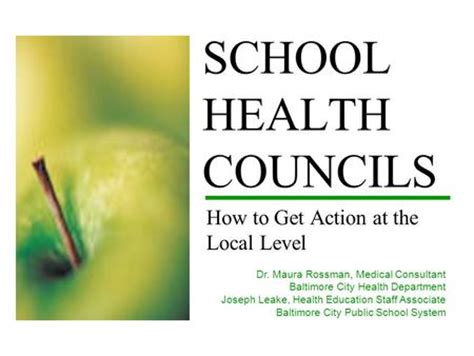 SCHOOL
HEALTH
COUNCILS
How to Get Action at the
Local Level
Dr. Maura Rossman, Medical Consultant
Baltimore City Health Department
Joseph Leake, Health Education Staff Associate
Baltimore City Public School System